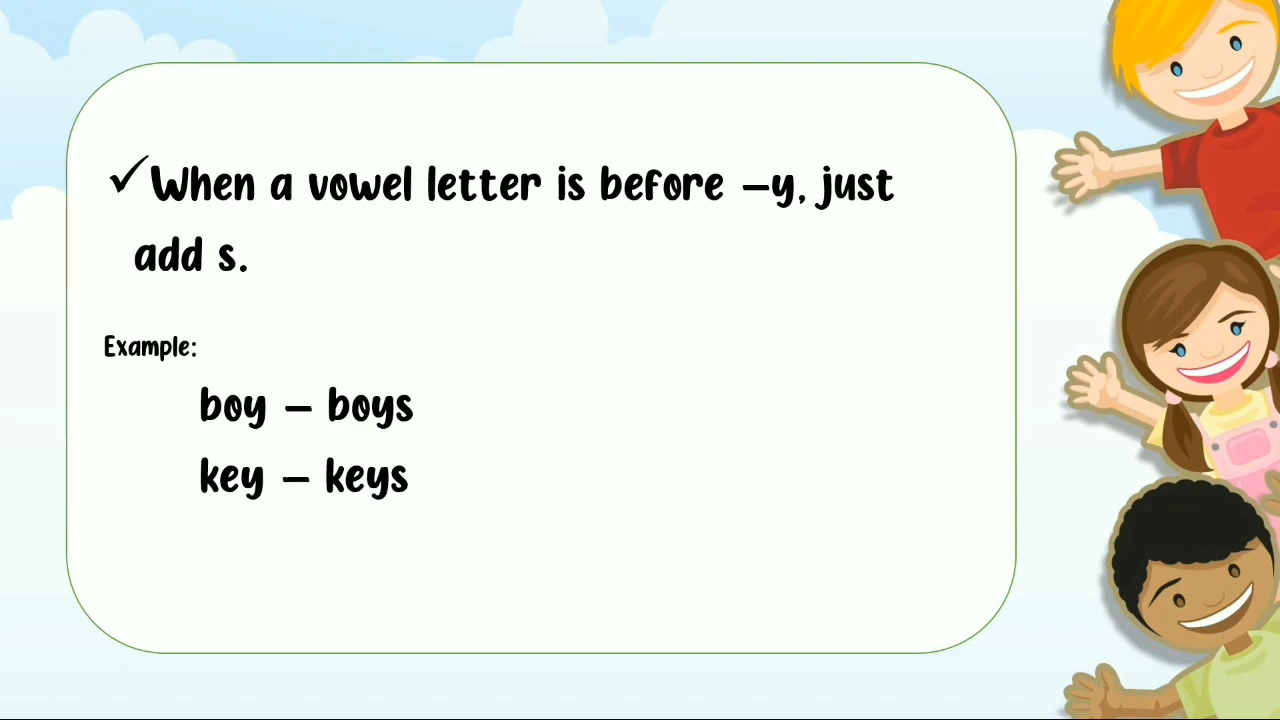 ✓When a vowel letter is before –y, just
add s.
Example:
boy – boys
key – keys